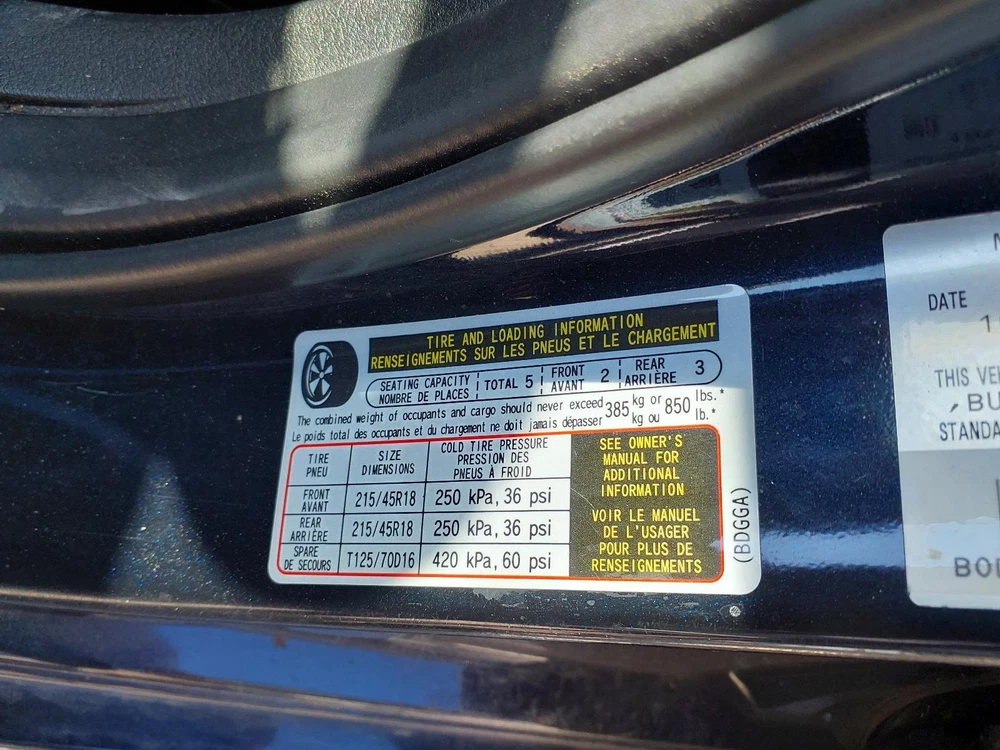 TIRE AND LOADING INFORMATION
RENSEIGNEMENTS SUR LES PNEUS ET LE CHARGEMENT
SEATING CAPACITY
NOMBRE DE PLACES
TOTAL 5
FRONT
AVANT
2
REAR
ARRIÈRE
3
The combined weight of occupants and cargo should never exceed 385 kg or 850 lbs.*
Le poids total des occupants et du chargement ne doit jamais dépasser kg ou lb.*
TIRE
PNEU
SIZE
DIMENSIONS
COLD TIRE PRESSURE
PRESSION DES
PNEUS À FROID
FRONT
AVANT
215/45R18
250 kPa, 36 psi
REAR
ARRIÈRE
215/45R18
250 kPa, 36 psi
SPARE
DE SECOURS
T125/70D16
420 kPa, 60 psi
SEE OWNER'S
MANUAL FOR
ADDITIONAL
INFORMATION
VOIR LE MANUEL
DE L'USAGER
POUR PLUS DE
RENSEIGNEMENTS
(BDGGA)
DATE
THIS
STANDA